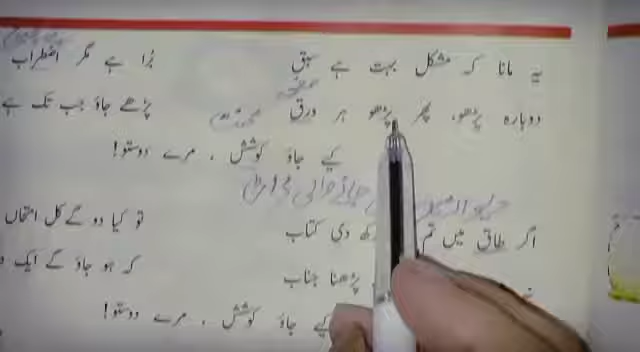 یہ مانا کہ مشکل بہت ہے سبق بُرا ہے مگر اضطراب
دوبارہ پڑھو، پھر پڑھو ہر ورق پڑھے جاؤ جب تک ہے
کیے جاؤ کوشش ، مرے دوستو!
اگر طاق میں تم رکھ دی کتاب تو کیا دو گے کل امتحاں
پڑھنا جناب کہ ہو جاؤ گے ایک
کیے جاؤ کوشش ، مرے دوستو!